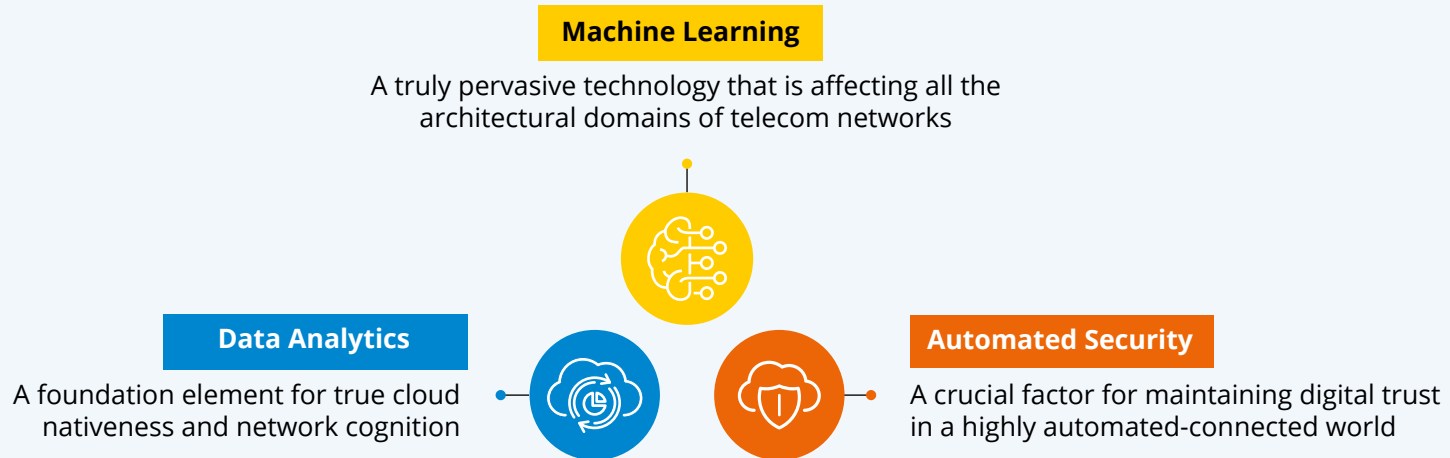 Machine Learning
A truly pervasive technology that is affecting all the
architectural domains of telecom networks
Data Analytics
A foundation element for true cloud
nativeness and network cognition
Automated Security
A crucial factor for maintaining digital trust
in a highly automated-connected world